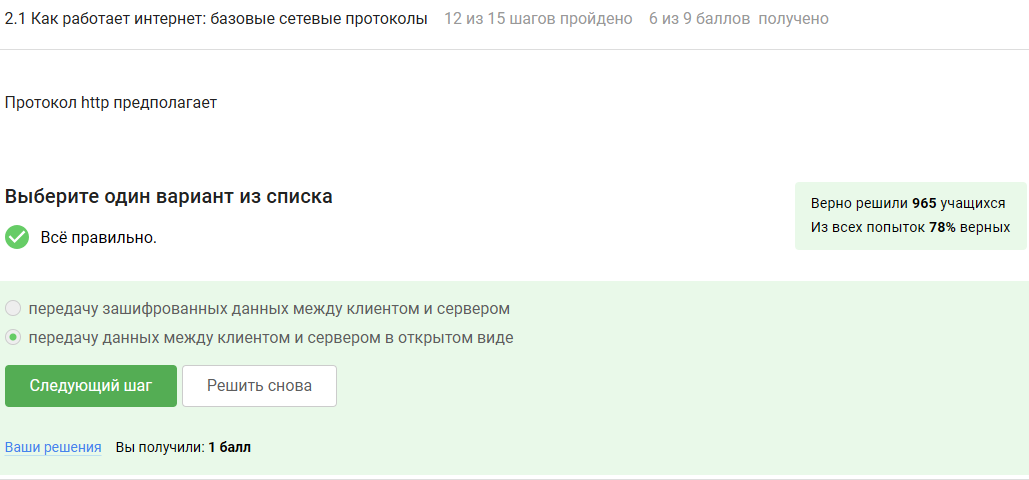 2.1 Как работает интернет: базовые сетевые протоколы 12 из 15 шагов пройдено 6 из 9 баллов получено
Протокол http предполагает
Выберите один вариант из списка
Всё правильно.
Верно решили 965 учащихся
Из всех попыток 78% верных
передачу зашифрованных данных между клиентом и сервером
передачу данных между клиентом и сервером в открытом виде
Следующий шаг Решить снова
Ваши решения Вы получили: 1 балл